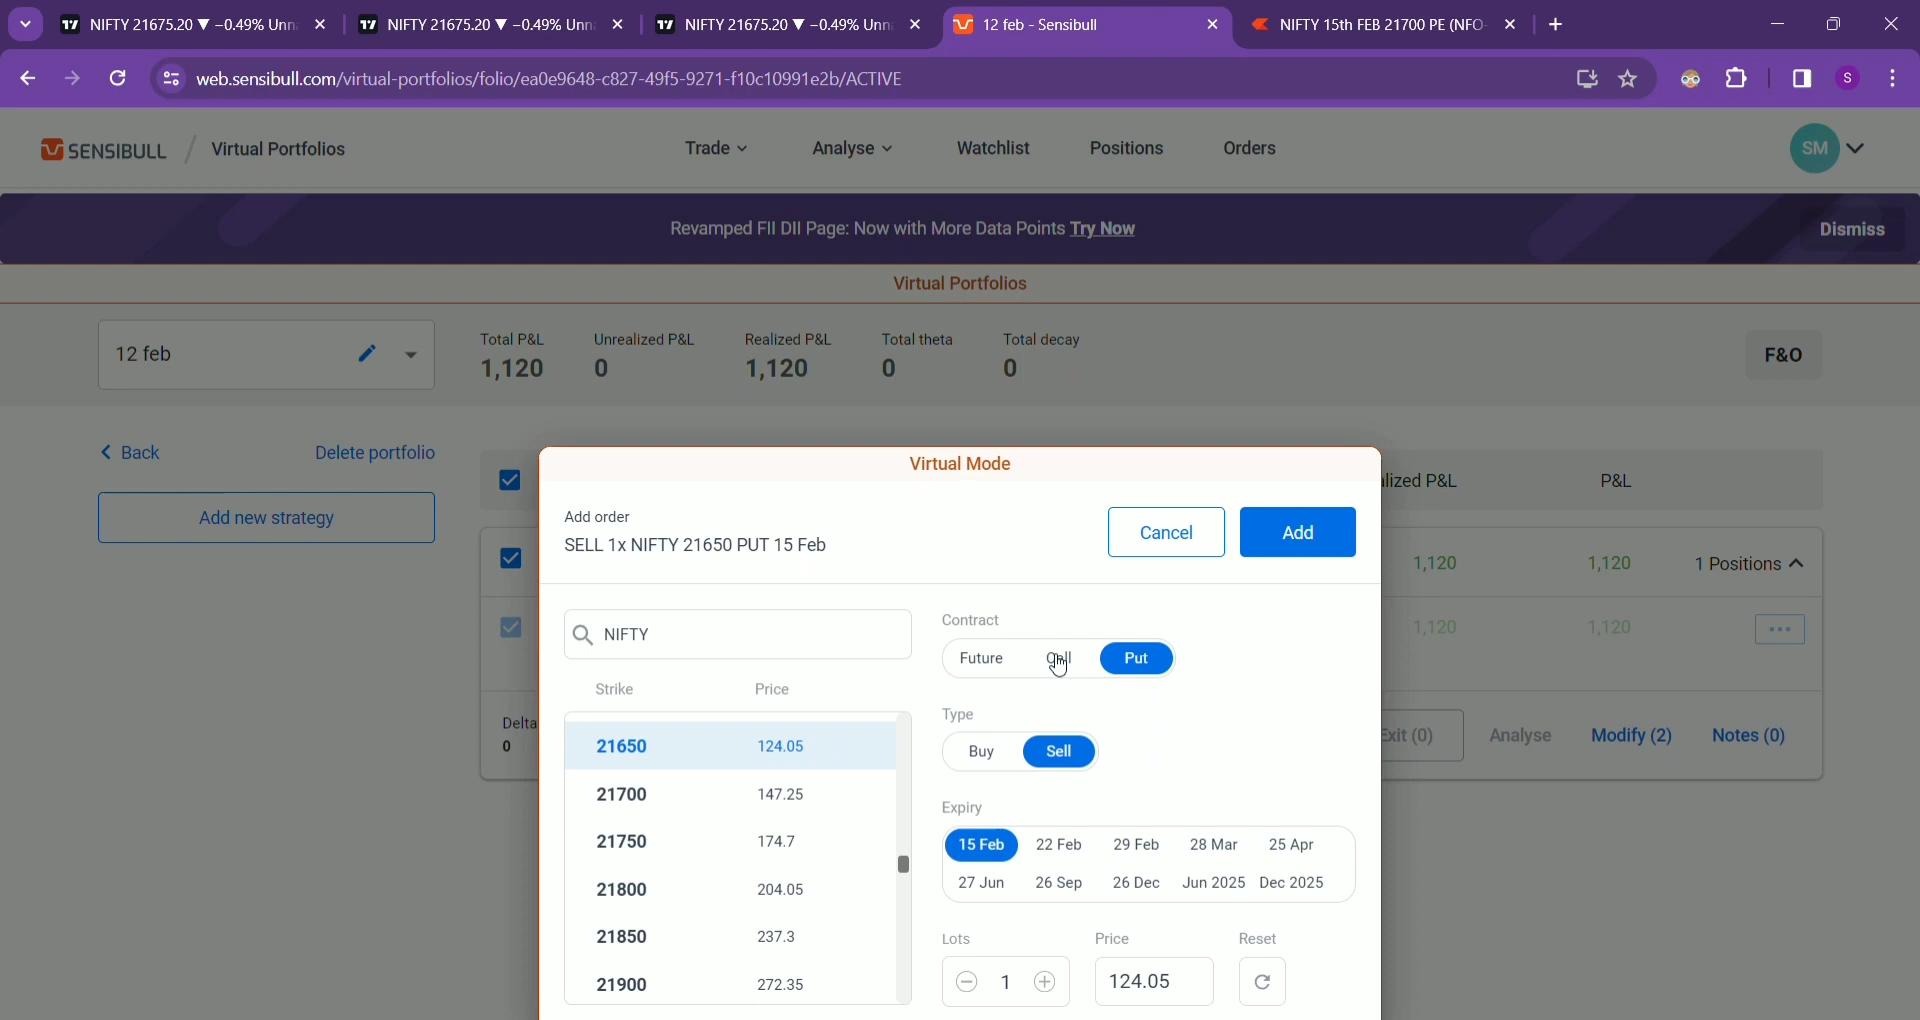 NIFTY 21675.20 ▼ −0.49% Unn
NIFTY 21675.20 ▼ −0.49% Unn
NIFTY 21675.20 ▼ −0.49% Unn
12 feb - Sensibull
NIFTY 15th FEB 21700 PE (NFO-
web.sensibull.com/virtual-portfolios/folio/ea0e9648-c827-49f5-9271-f10c10991e2b/ACTIVE
S
SENSIBULL / Virtual Portfolios
Trade
Analyse
Watchlist
Positions
Orders
SM
Revamped FII DII Page: Now with More Data Points Try Now
Dismiss
Virtual Portfolios
12 feb
Total P&L
1,120
Unrealized P&L
0
Realized P&L
1,120
Total theta
0
Total decay
0
F&O
Back
Delete portfolio
Add new strategy
Virtual Mode
Add order
SELL 1x NIFTY 21650 PUT 15 Feb
Cancel
Add
NIFTY
Strike Price
21650 124.05
21700 147.25
21750 174.7
21800 204.05
21850 237.3
21900 272.35
Contract
Future Call Put
Type
Buy Sell
Expiry
15 Feb 22 Feb 29 Feb 28 Mar 25 Apr
27 Jun 26 Sep 26 Dec Jun 2025 Dec 2025
Lots Price Reset
1 124.05
alized P&L P&L
1,120 1,120 1 Positions
1,120 1,120
Delta
0
Exit (0) Analyse Modify (2) Notes (0)